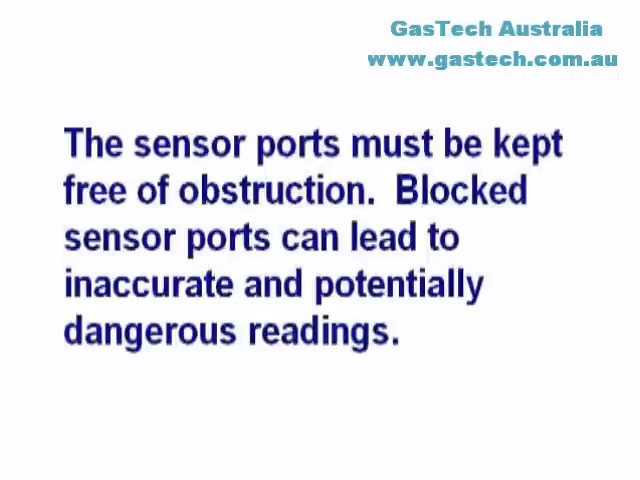 GasTech Australia
www.gastech.com.au
The sensor ports must be kept
free of obstruction.  Blocked
sensor ports can lead to
inaccurate and potentially
dangerous readings.